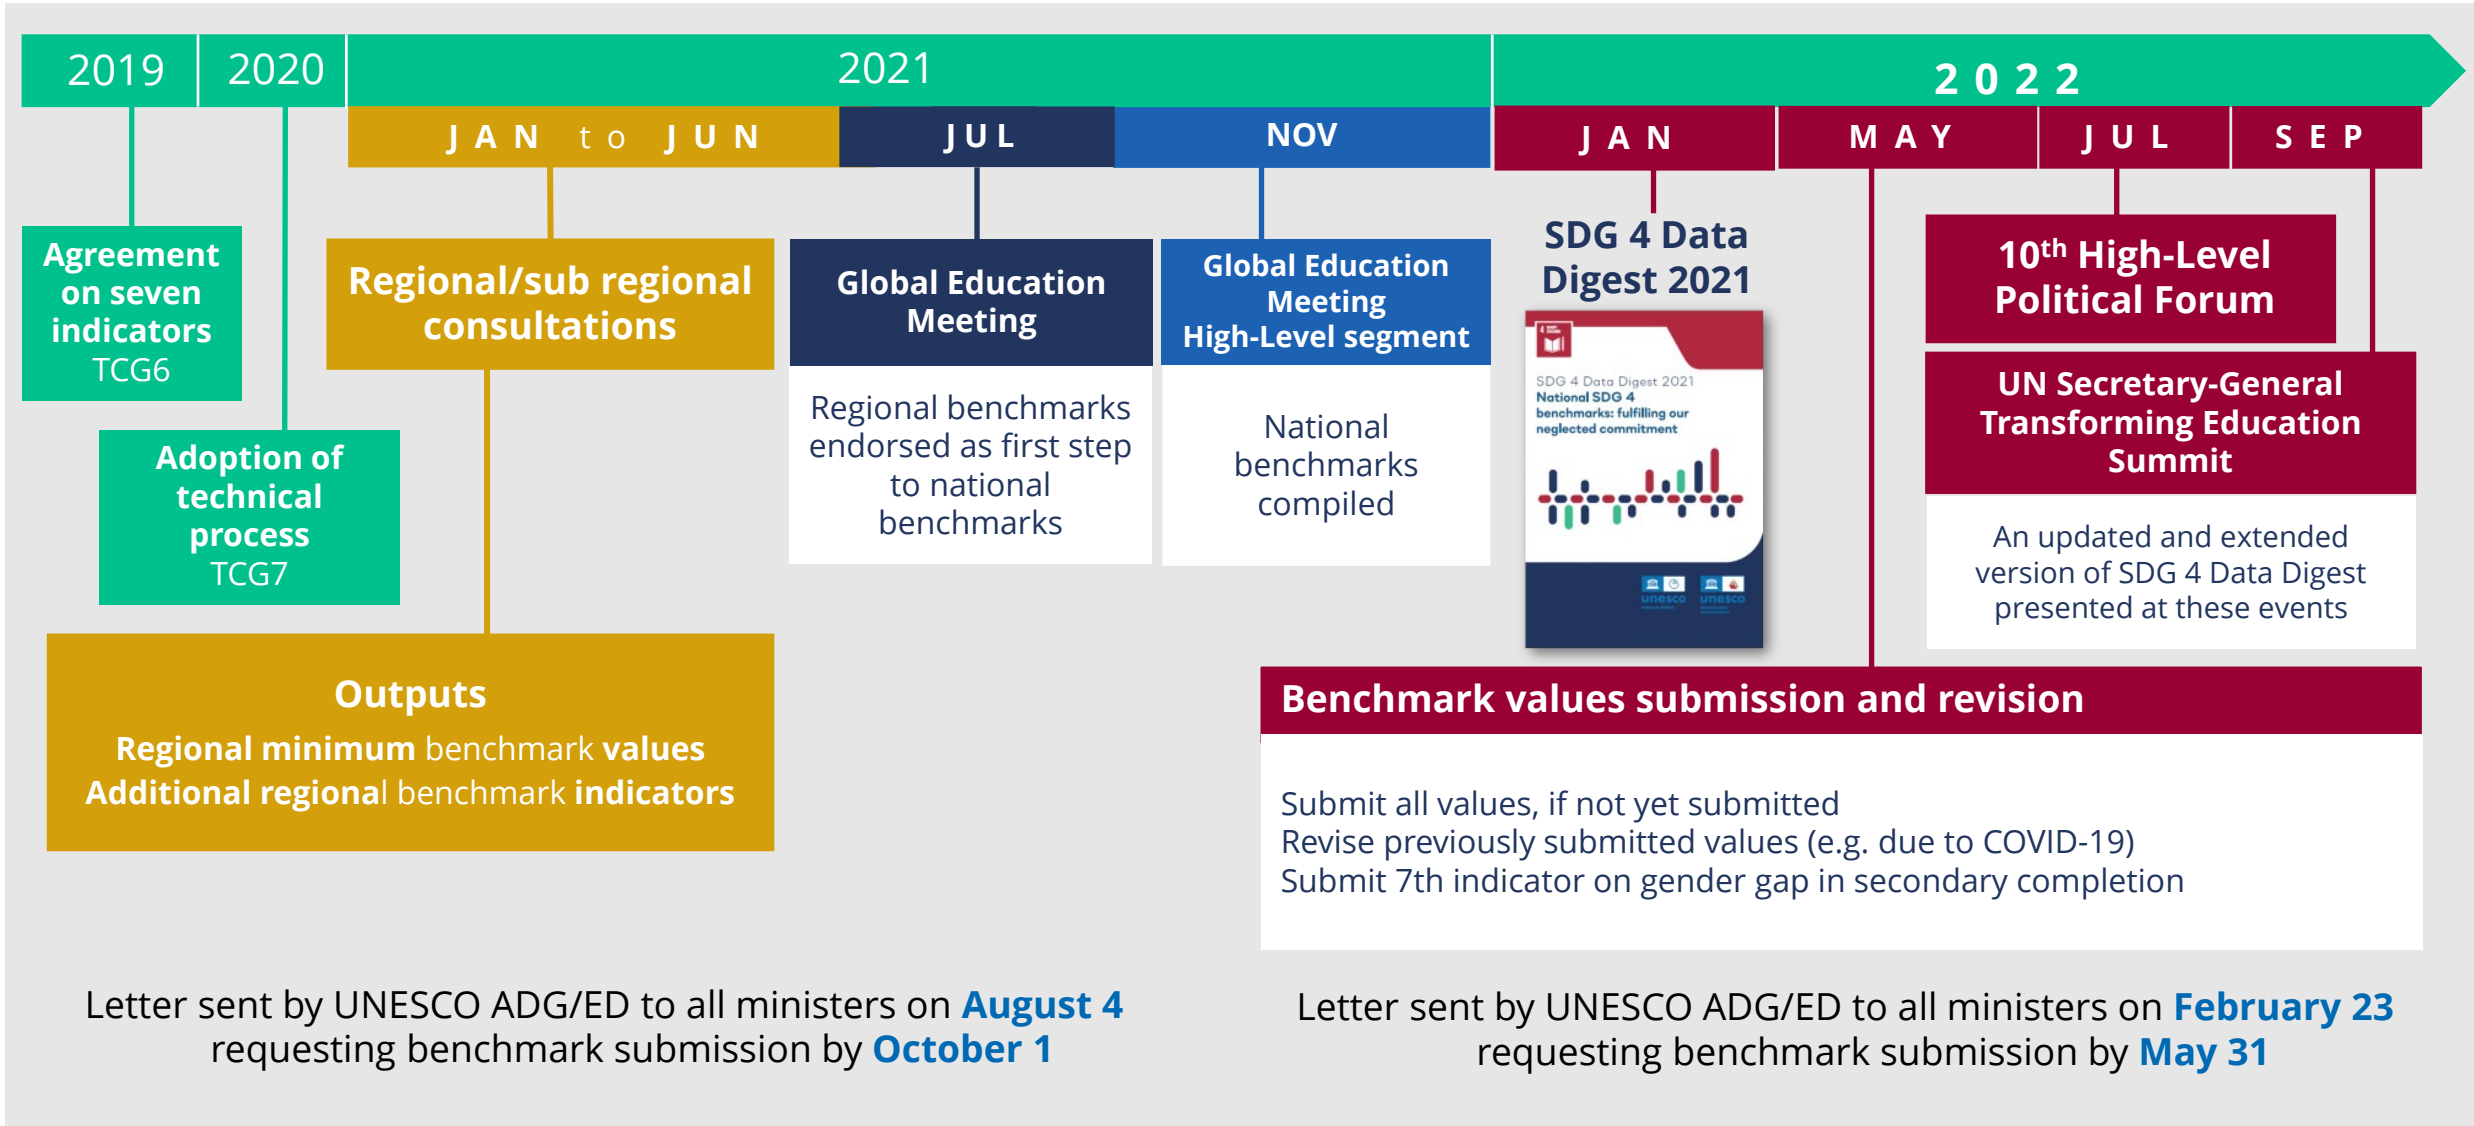 2019
2020
2021
2022
JAN to JUN
JUL
NOV
JAN
MAY
JUL
SEP
Agreement
on seven
indicators
TCG6
Adoption of
technical
process
TCG7
Regional/sub regional
consultations
Outputs
Regional minimum benchmark values
Additional regional benchmark indicators
Global Education
Meeting
Regional benchmarks
endorsed as first step
to national
benchmarks
Global Education
Meeting
High-Level segment
National
benchmarks
compiled
SDG 4 Data
Digest 2021
SDG 4 Data Digest 2021
National SDG 4
benchmarks: fulfilling our
neglected commitment
unesco
unesco
10th High-Level
Political Forum
UN Secretary-General
Transforming Education
Summit
An updated and extended
version of SDG 4 Data Digest
presented at these events
Benchmark values submission and revision
Submit all values, if not yet submitted
Revise previously submitted values (e.g. due to COVID-19)
Submit 7th indicator on gender gap in secondary completion
Letter sent by UNESCO ADG/ED to all ministers on August 4
requesting benchmark submission by October 1
Letter sent by UNESCO ADG/ED to all ministers on February 23
requesting benchmark submission by May 31